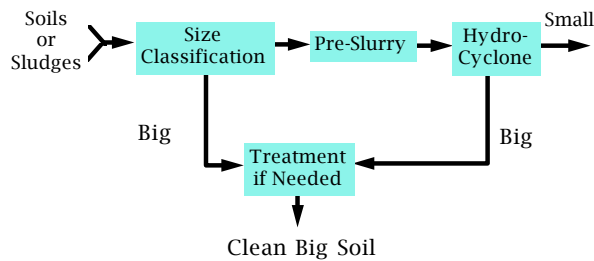 Soils
or
Sludges
Size
Classification
Pre-Slurry
Hydro-
Cyclone
Small
Big
Big
Treatment
if Needed
Clean Big Soil